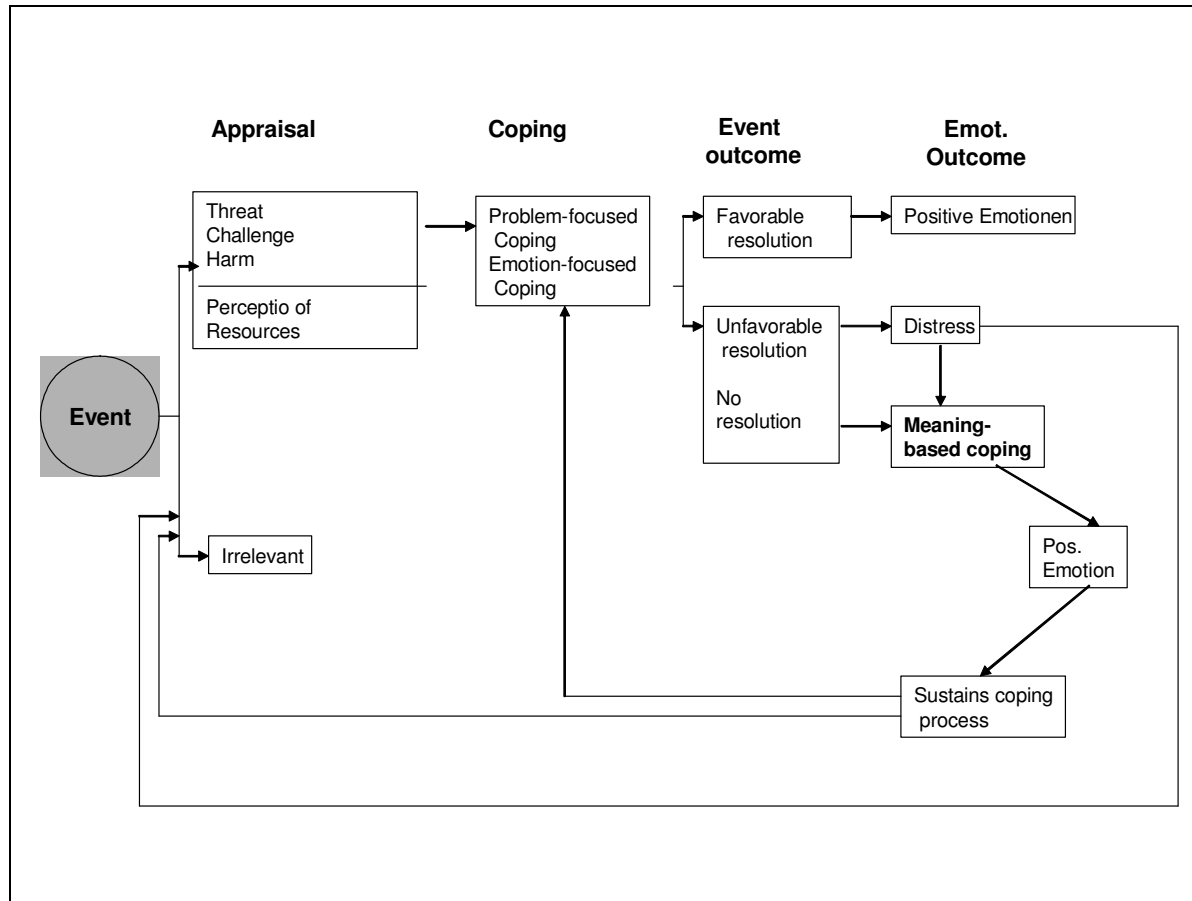 Appraisal
Coping
Event
outcome
Emot.
Outcome
Threat
Challenge
Harm
Perceptio of
Resources
Problem-focused
Coping
Emotion-focused
Coping
Favorable
resolution
Positive Emotionen
Unfavorable
resolution
No
resolution
Distress
Meaning-
based coping
Event
Irrelevant
Pos.
Emotion
Sustains coping
process